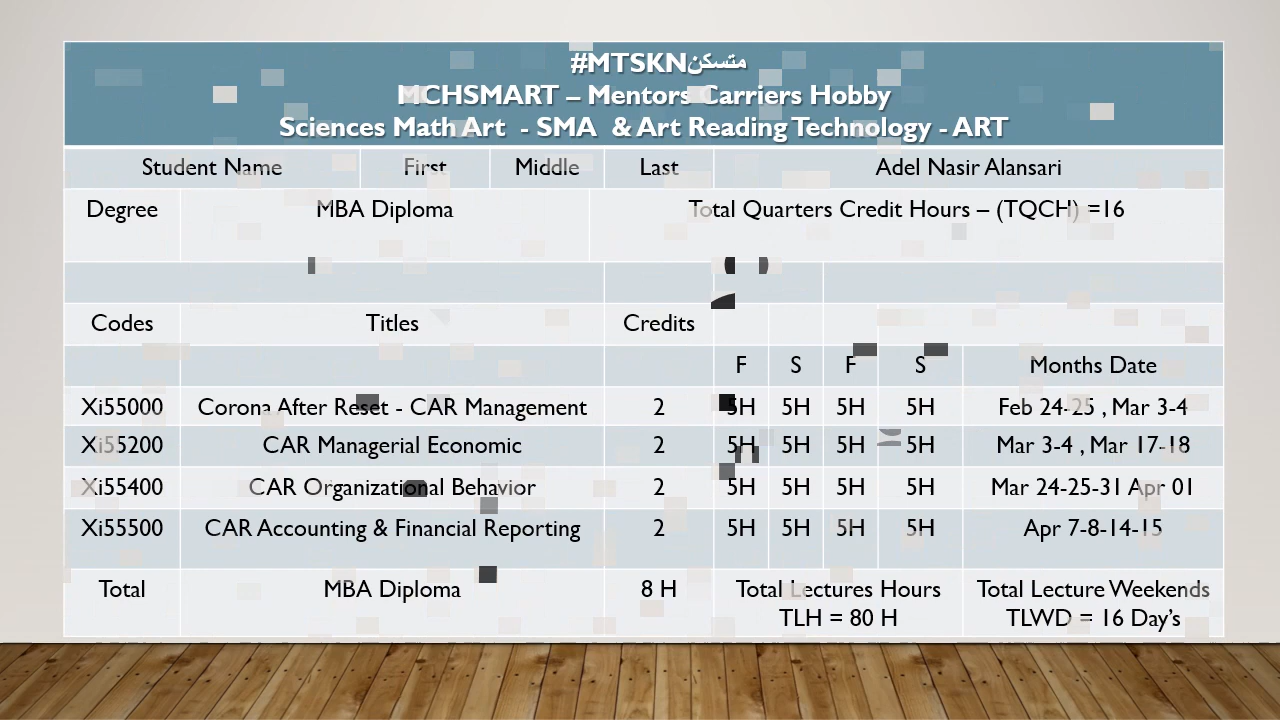 #MTSKNمتسكن
MCHSMART – Mentors Carriers Hobby
Sciences Math Art - SMA & Art Reading Technology - ART
Student Name First Middle Last Adel Nasir Alansari
Degree MBA Diploma Total Quarters Credit Hours – (TQCH) =16
Codes Titles Credits
F S F S Months Date
Xi55000 Corona After Reset - CAR Management 2 5H 5H 5H 5H Feb 24-25 , Mar 3-4
Xi55200 CAR Managerial Economic 2 5H 5H 5H 5H Mar 3-4 , Mar 17-18
Xi55400 CAR Organizational Behavior 2 5H 5H 5H 5H Mar 24-25-31 Apr 01
Xi55500 CAR Accounting & Financial Reporting 2 5H 5H 5H 5H Apr 7-8-14-15
Total MBA Diploma 8 H Total Lectures Hours Total Lecture Weekends
TLH = 80 H TLWD = 16 Day’s